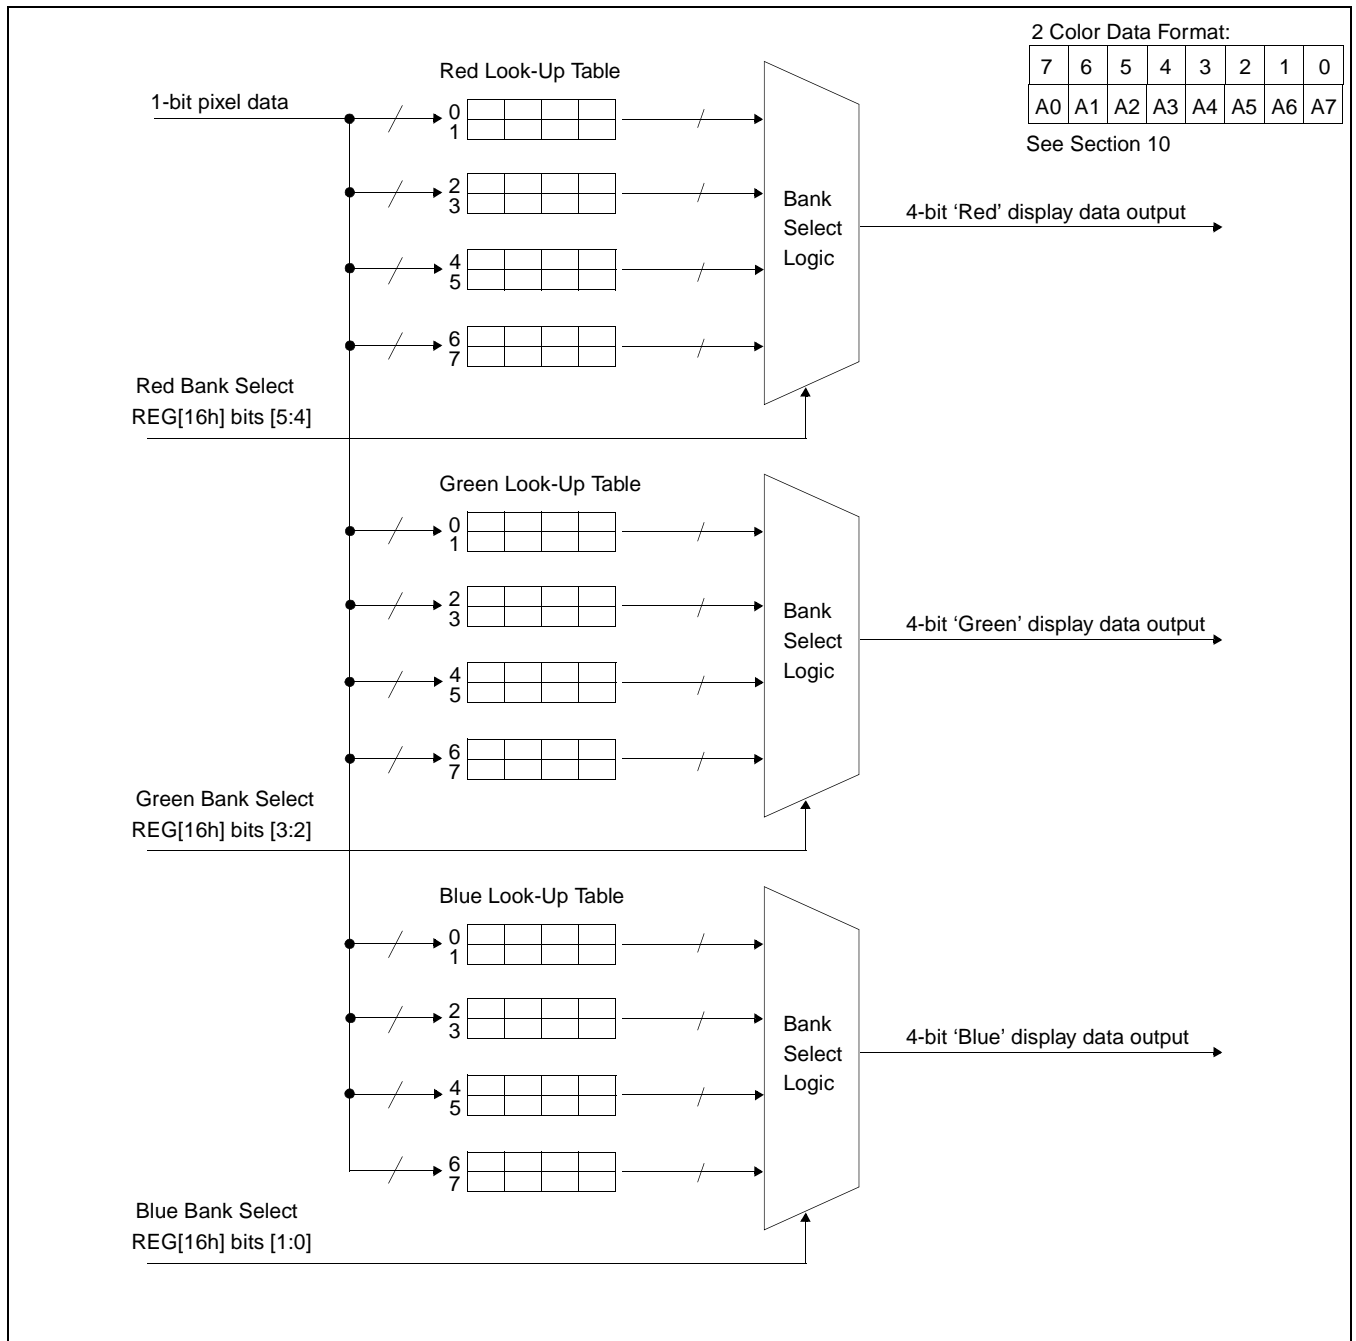 2 Color Data Format:
7 6 5 4 3 2 1 0
A0 A1 A2 A3 A4 A5 A6 A7
See Section 10
Red Look-Up Table
1-bit pixel data
0
1
2
3
4
5
6
7
Bank
Select
Logic
4-bit ‘Red’ display data output
Red Bank Select
REG[16h] bits [5:4]
Green Look-Up Table
0
1
2
3
4
5
6
7
Bank
Select
Logic
4-bit ‘Green’ display data output
Green Bank Select
REG[16h] bits [3:2]
Blue Look-Up Table
0
1
2
3
4
5
6
7
Bank
Select
Logic
4-bit ‘Blue’ display data output
Blue Bank Select
REG[16h] bits [1:0]